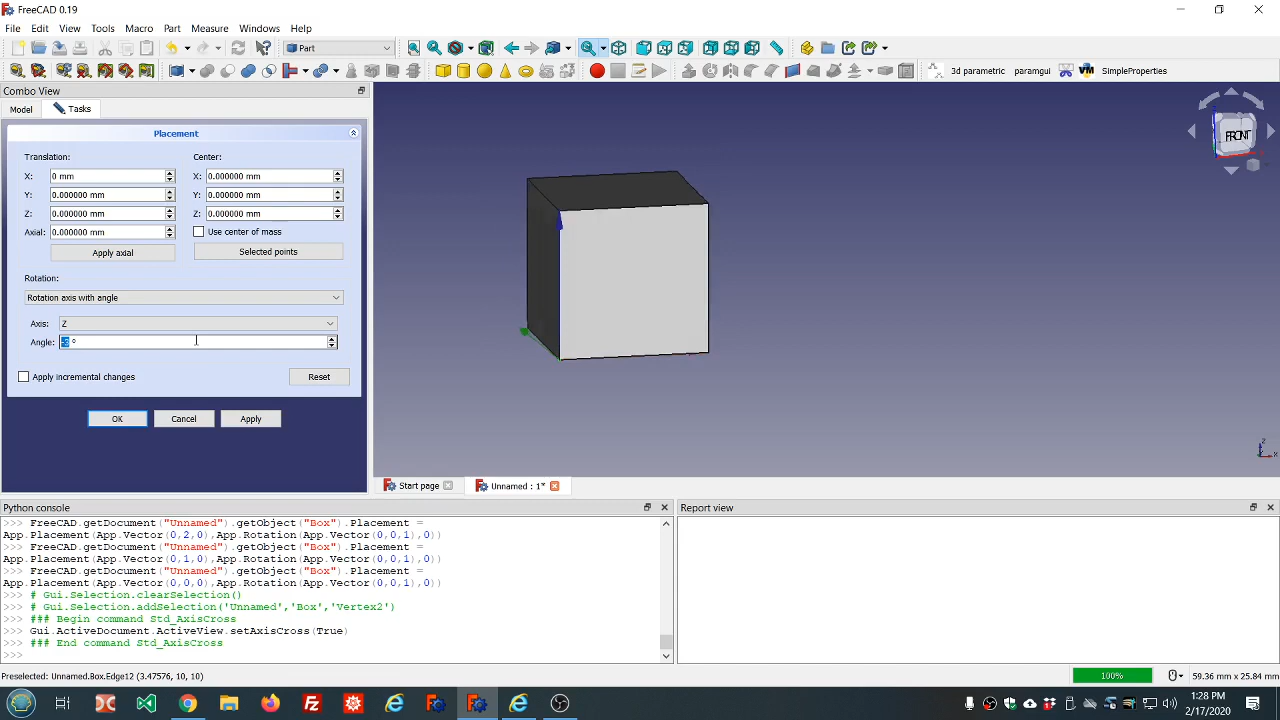 FreeCAD 0.19
File Edit View Tools Macro Part Measure Windows Help
Part
3d parametric paramgui VM SimpleProperties
Combo View
Model Tasks
Placement
Translation: Center:
X: 0 mm X: 0.000000 mm
Y: 0.000000 mm Y: 0.000000 mm
Z: 0.000000 mm Z: 0.000000 mm
Axial: 0.000000 mm Use center of mass
Apply axial Selected points
Rotation:
Rotation axis with angle
Axis: Z
Angle: °
Apply incremental changes Reset
OK Cancel Apply
FRONT
Z
X
Start page Unnamed : 1*
Python console
>>> FreeCAD.getDocument("Unnamed").getObject("Box").Placement =
App.Placement(App.Vector(0,2,0),App.Rotation(App.Vector(0,0,1),0))
>>> FreeCAD.getDocument("Unnamed").getObject("Box").Placement =
App.Placement(App.Vector(0,1,0),App.Rotation(App.Vector(0,0,1),0))
>>> FreeCAD.getDocument("Unnamed").getObject("Box").Placement =
App.Placement(App.Vector(0,0,0),App.Rotation(App.Vector(0,0,1),0))
>>> # Gui.Selection.clearSelection()
>>> # Gui.Selection.addSelection('Unnamed','Box','Vertex2')
>>> ### Begin command Std_AxisCross
>>> Gui.ActiveDocument.ActiveView.setAxisCross(True)
>>> ### End command Std_AxisCross
>>>
Report view
Preselected: Unnamed.Box.Edge12 (3.47576, 10, 10) 100% 59.36 mm x 25.84 mm
1:28 PM
2/17/2020